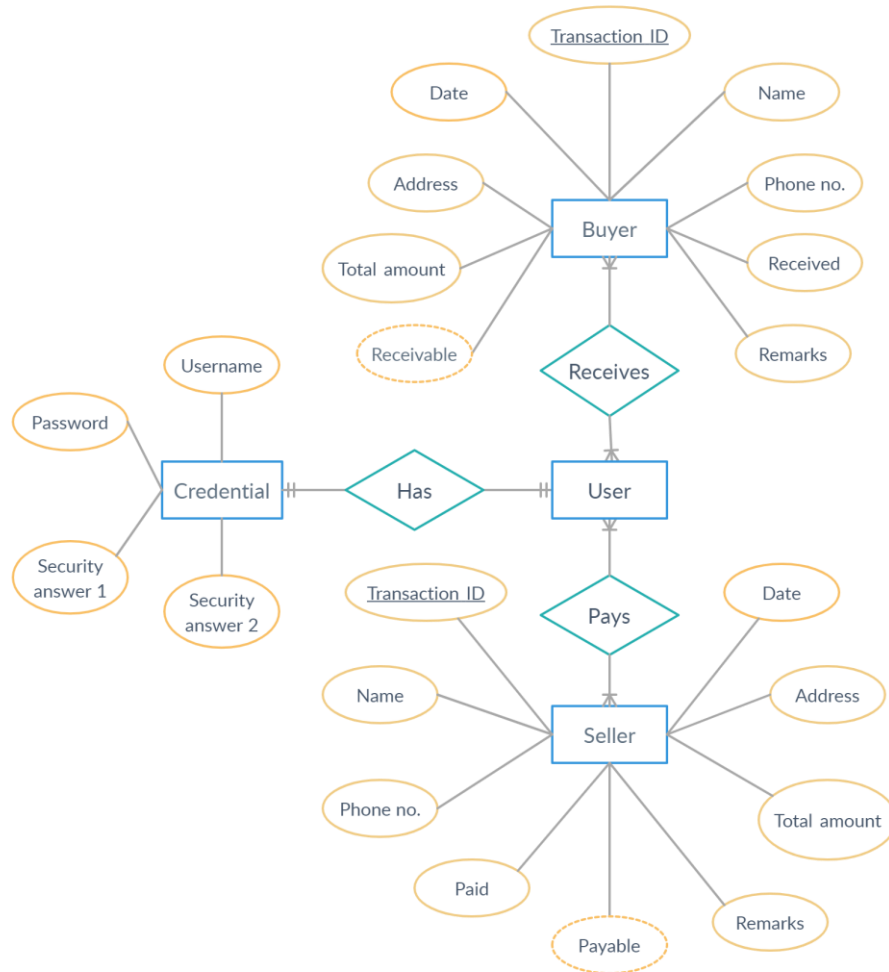 Transaction ID
Date
Name
Address
Phone no.
Buyer
Total amount
Received
Receivable
Remarks
Username
Receives
Password
Credential
Has
User
Security
answer 1
Security
answer 2
Transaction ID
Date
Pays
Name
Address
Seller
Phone no.
Total amount
Paid
Remarks
Payable